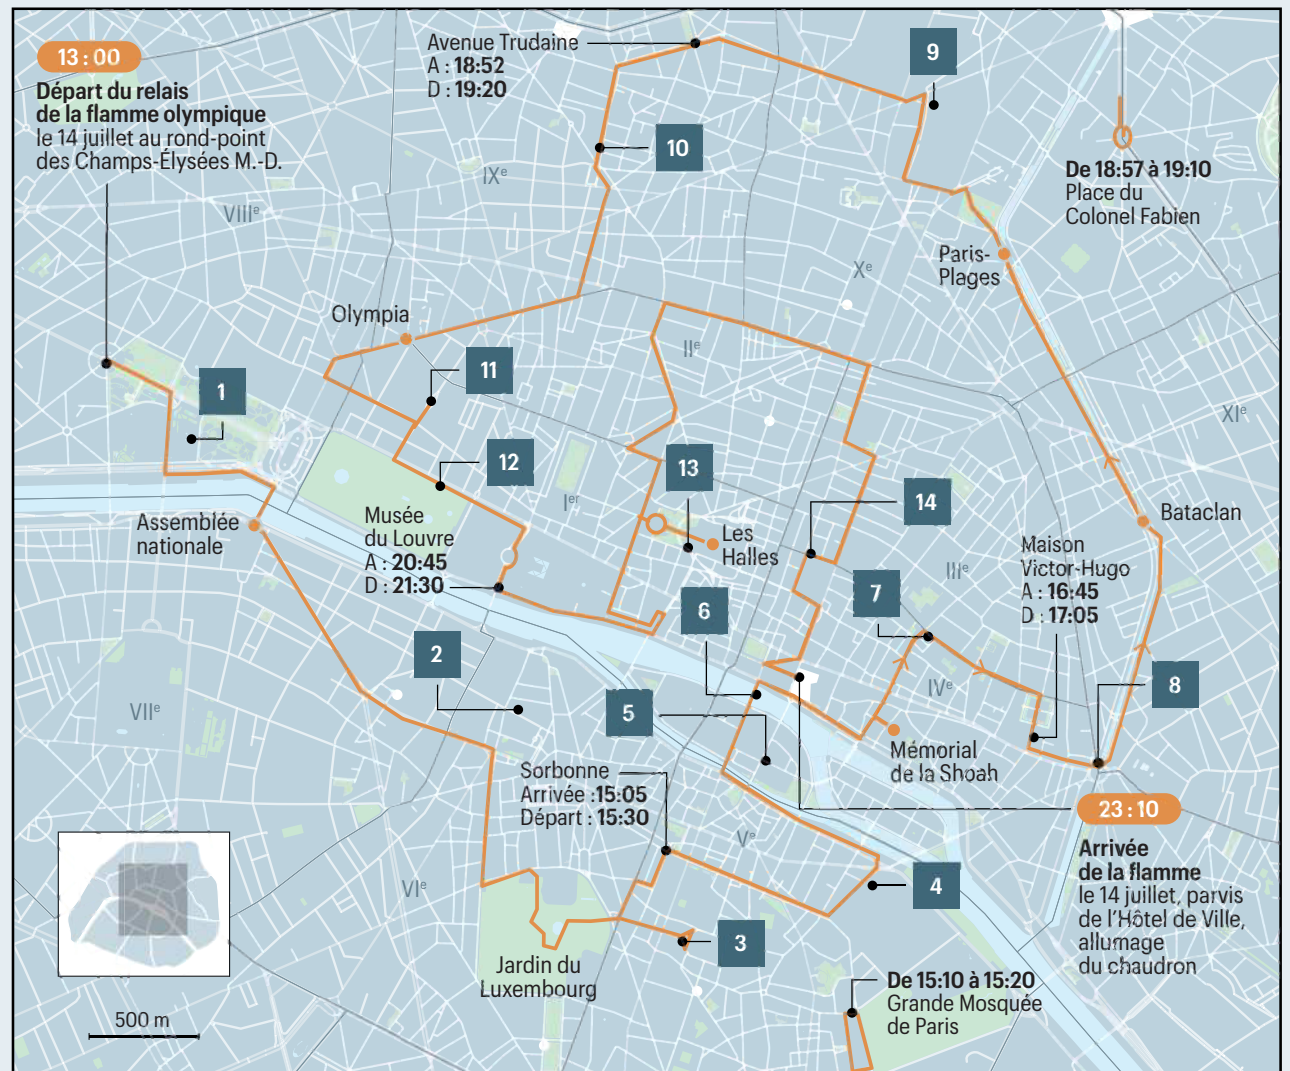 13:00
Départ du relais
de la flamme olympique
le 14 juillet au rond-point
des Champs-Élysées M.-D.
Avenue Trudaine
A : 18:52
D : 19:20
9
10
IXe
VIIIe
De 18:57 à 19:10
Place du
Colonel Fabien
Paris-
Plages
Xe
Olympia
IIe
11
1
XIe
12
13
Ier
14
Assemblée
nationale
Musée
du Louvre
A : 20:45
D : 21:30
Les
Halles
Bataclan
Maison
Victor-Hugo
A : 16:45
D : 17:05
IIIe
7
6
2
5
IVe
8
VIIe
Mémorial
de la Shoah
Sorbonne
Arrivée :15:05
Départ : 15:30
Ve
23:10
Arrivée
de la flamme
le 14 juillet, parvis
de l'Hôtel de Ville,
allumage
du chaudron
VIe
4
3
Jardin du
Luxembourg
De 15:10 à 15:20
Grande Mosquée
de Paris
500 m